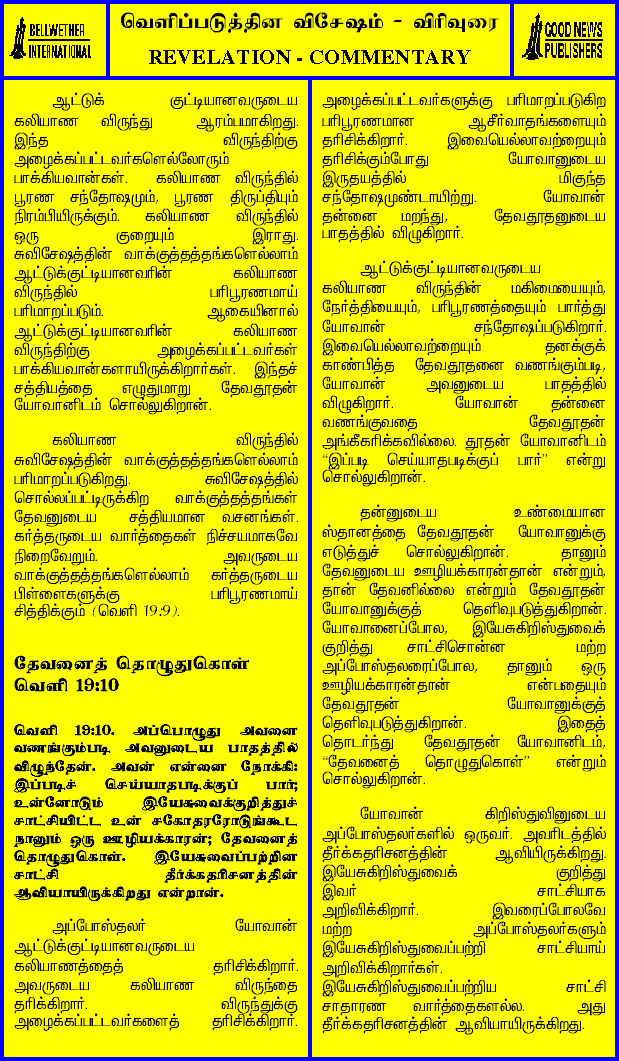 BELLWETHER
INTERNATIONAL
வெளிப்படுத்தின விசேஷம் - விரிவுரை
REVELATION - COMMENTARY
GOOD NEWS
PUBLISHERS
ஆட்டுக் குட்டியானவருடைய
கலியாண விருந்து ஆரம்பமாகிறது.
இந்த விருந்திற்கு
அழைக்கப்பட்டவர்களெல்லோரும்
பாக்கியவான்கள். கலியாண விருந்தில்
பூரண சந்தோஷமும், பூரண திருப்தியும்
நிரம்பியிருக்கும். கலியாண விருந்தில்
ஒரு குறையும் இராது.
சுவிசேஷத்தின் வாக்குத்தத்தங்களெல்லாம்
ஆட்டுக்குட்டியானவரின் கலியாண
விருந்தில் பரிபூரணமாய்
பரிமாறப்படும். ஆகையினால்
ஆட்டுக்குட்டியானவரின் கலியாண
விருந்திற்கு அழைக்கப்பட்டவர்கள்
பாக்கியவான்களாயிருக்கிறார்கள். இந்தச்
சத்தியத்தை எழுதுமாறு தேவதூதன்
யோவானிடம் சொல்லுகிறான்.
கலியாண விருந்தில்
சுவிசேஷத்தின் வாக்குத்தத்தங்களெல்லாம்
பரிமாறப்படுகிறது. சுவிசேஷத்தில்
சொல்லப்பட்டிருக்கிற வாக்குத்தத்தங்கள்
தேவனுடைய சத்தியமான வசனங்கள்.
கர்த்தருடைய வார்த்தைகள் நிச்சயமாகவே
நிறைவேறும். அவருடைய
வாக்குத்தத்தங்களெல்லாம் கர்த்தருடைய
பிள்ளைகளுக்கு பரிபூரணமாய்
சித்திக்கும் (வெளி 19:9).
தேவனைத் தொழுதுகொள்
வெளி 19:10
வெளி 19:10. அப்பொழுது அவனை
வணங்கும்படி அவனுடைய பாதத்தில்
விழுந்தேன். அவன் என்னை நோக்கி:
இப்படிச் செய்யாதபடிக்குப் பார்;
உன்னோடும் இயேசுவைக்குறித்துச்
சாட்சியிட்ட உன் சகோதரரோடுங்கூட
நானும் ஒரு ஊழியக்காரன்; தேவனைத்
தொழுதுகொள். இயேசுவைப்பற்றின
சாட்சி தீர்க்கதரிசனத்தின்
ஆவியாயிருக்கிறது என்றான்.
அப்போஸ்தலர் யோவான்
ஆட்டுக்குட்டியானவருடைய
கலியாணத்தைத் தரிசிக்கிறார்.
அவருடைய கலியாண விருந்தை
தரிக்கிறார். விருந்துக்கு
அழைக்கப்பட்டவர்களைத் தரிசிக்கிறார்.
அழைக்கப்பட்டவர்களுக்கு பரிமாறப்படுகிற
பரிபூரணமான ஆசீர்வாதங்களையும்
தரிசிக்கிறார். இவையெல்லாவற்றையும்
தரிசிக்கும்போது யோவானுடைய
இருதயத்தில் மிகுந்த
சந்தோஷமுண்டாயிற்று. யோவான்
தன்னை மறந்து, தேவதூதனுடைய
பாதத்தில் விழுகிறார்.
ஆட்டுக்குட்டியானவருடைய
கலியாண விருந்தின் மகிமையையும்,
நேர்த்தியையும், பரிபூரணத்தையும் பார்த்து
யோவான் சந்தோஷப்படுகிறார்.
இவையெல்லாவற்றையும் தனக்குக்
காண்பித்த தேவதூதனை வணங்கும்படி,
யோவான் அவனுடைய பாதத்தில்
விழுகிறார். யோவான் தன்னை
வணங்குவதை தேவதூதன்
அங்கீகரிக்கவில்லை. தூதன் யோவானிடம்
“இப்படி செய்யாதபடிக்குப் பார்” என்று
சொல்லுகிறான்.
தன்னுடைய உண்மையான
ஸ்தானத்தை தேவதூதன் யோவானுக்கு
எடுத்துச் சொல்லுகிறான். தானும்
தேவனுடைய ஊழியக்காரன்தான் என்றும்,
தான் தேவனில்லை என்றும் தேவதூதன்
யோவானுக்குத் தெளிவுபடுத்துகிறான்.
யோவானைப்போல, இயேசுகிறிஸ்துவைக்
குறித்து சாட்சிசொன்ன மற்ற
அப்போஸ்தலரைப்போல, தானும் ஒரு
ஊழியக்காரன்தான் என்பதையும்
தேவதூதன் யோவானுக்குத்
தெளிவுபடுத்துகிறான். இதைத்
தொடர்ந்து தேவதூதன் யோவானிடம்,
“தேவனைத் தொழுதுகொள்” என்றும்
சொல்லுகிறான்.
யோவான் கிறிஸ்துவினுடைய
அப்போஸ்தலர்களில் ஒருவர். அவரிடத்தில்
தீர்க்கதரிசனத்தின் ஆவியிருக்கிறது.
இயேசுகிறிஸ்துவைக் குறித்து
இவர் சாட்சியாக
அறிவிக்கிறார். இவரைப்போலவே
மற்ற அப்போஸ்தலர்களும்
இயேசுகிறிஸ்துவைப்பற்றி சாட்சியாய்
அறிவிக்கிறார்கள்.
இயேசுகிறிஸ்துவைப்பற்றிய சாட்சி
சாதாரண வார்த்தைகளல்ல. அது
தீர்க்கதரிசனத்தின் ஆவியாயிருக்கிறது.